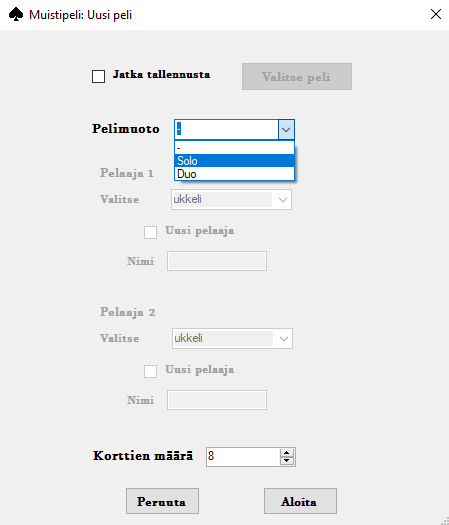 Muistipeli: Uusi peli
Jatka tallennusta Valitse peli
Pelimuoto -
-
Solo
Duo
Pelaaja 1
Valitse ukkeli
Uusi pelaaja
Nimi
Pelaaja 2
Valitse ukkeli
Uusi pelaaja
Nimi
Korttien määrä 8
Peruuta Aloita